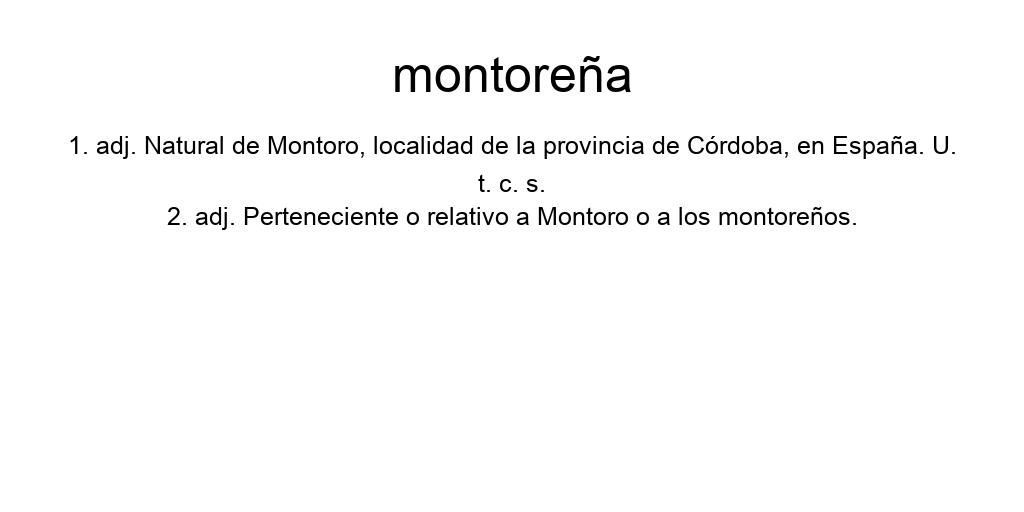 montoreña
1. adj. Natural de Montoro, localidad de la provincia de Córdoba, en España. U.
t. c. s.
2. adj. Perteneciente o relativo a Montoro o a los montoreños.